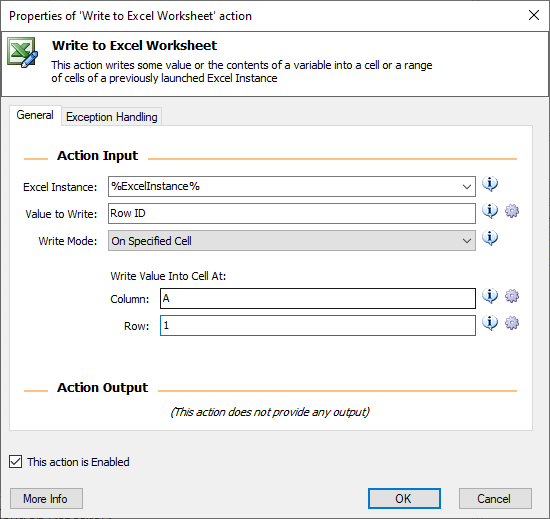 Properties of 'Write to Excel Worksheet' action
Write to Excel Worksheet
This action writes some value or the contents of a variable into a cell or a range
of cells of a previously launched Excel Instance
General
Exception Handling
Action Input
Excel Instance: %ExcelInstance%
Value to Write: Row ID
Write Mode: On Specified Cell
Write Value Into Cell At:
Column: A
Row: 1
Action Output
(This action does not provide any output)
This action is Enabled
More Info
OK
Cancel